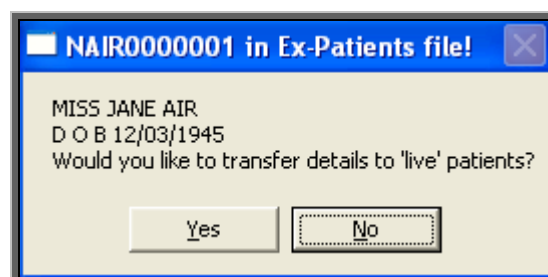 NAIR0000001 in Ex-Patients file!
MISS JANE AIR
D O B 12/03/1945
Would you like to transfer details to 'live' patients?
Yes
No